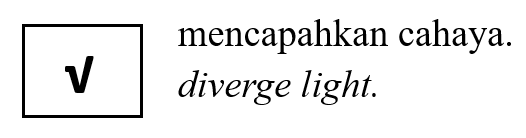 √
mencapahkan cahaya.
diverge light.